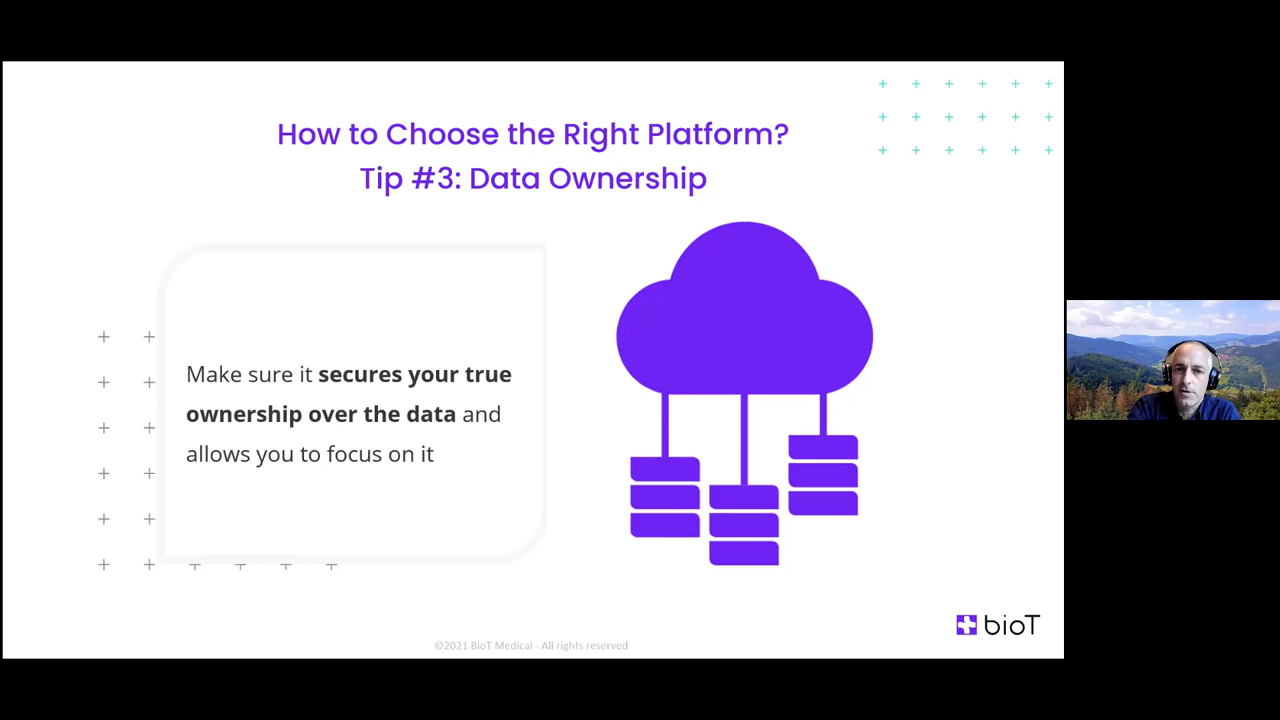 How to Choose the Right Platform?
Tip #3: Data Ownership
Make sure it secures your true
ownership over the data and
allows you to focus on it
bioT
©2021 BioT Medical - All rights reserved